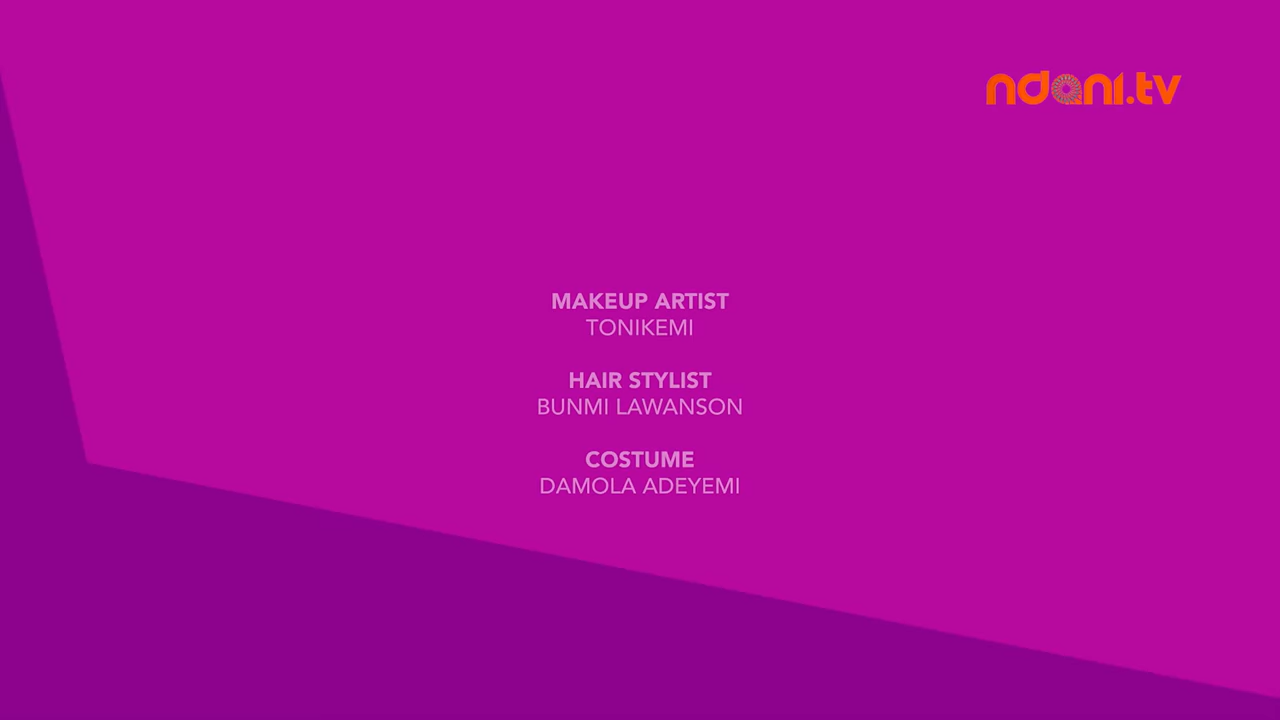 ndani.tv
MAKEUP ARTIST
TONIKEMI
HAIR STYLIST
BUNMI LAWANSON
COSTUME
DAMOLA ADEYEMI